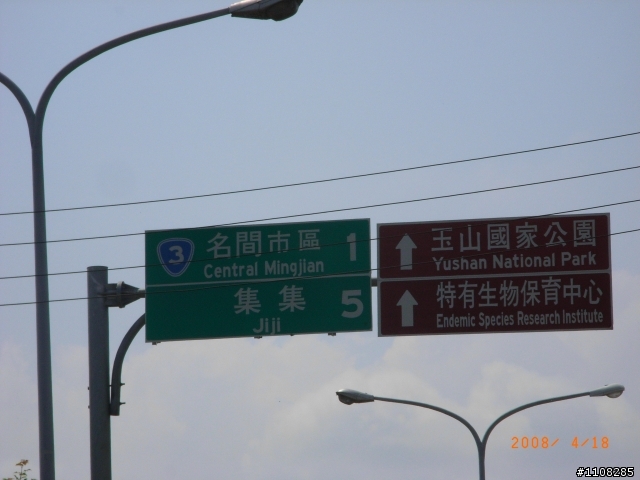 3
名間市區 1
Central Mingjian
集集 5
Jiji
玉山國家公園
Yushan National Park
特有生物保育中心
Endemic Species Research Institute
2008/ 4/18
#1108285